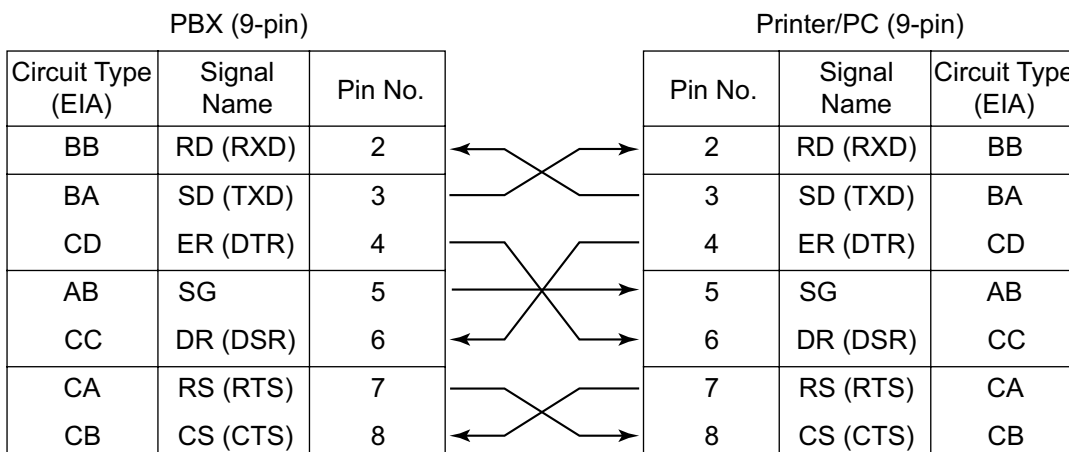 PBX (9-pin) Printer/PC (9-pin)
Circuit Type (EIA) Signal Name Pin No. Pin No. Signal Name Circuit Type (EIA)
BB RD (RXD) 2 2 RD (RXD) BB
BA SD (TXD) 3 3 SD (TXD) BA
CD ER (DTR) 4 4 ER (DTR) CD
AB SG 5 5 SG AB
CC DR (DSR) 6 6 DR (DSR) CC
CA RS (RTS) 7 7 RS (RTS) CA
CB CS (CTS) 8 8 CS (CTS) CB